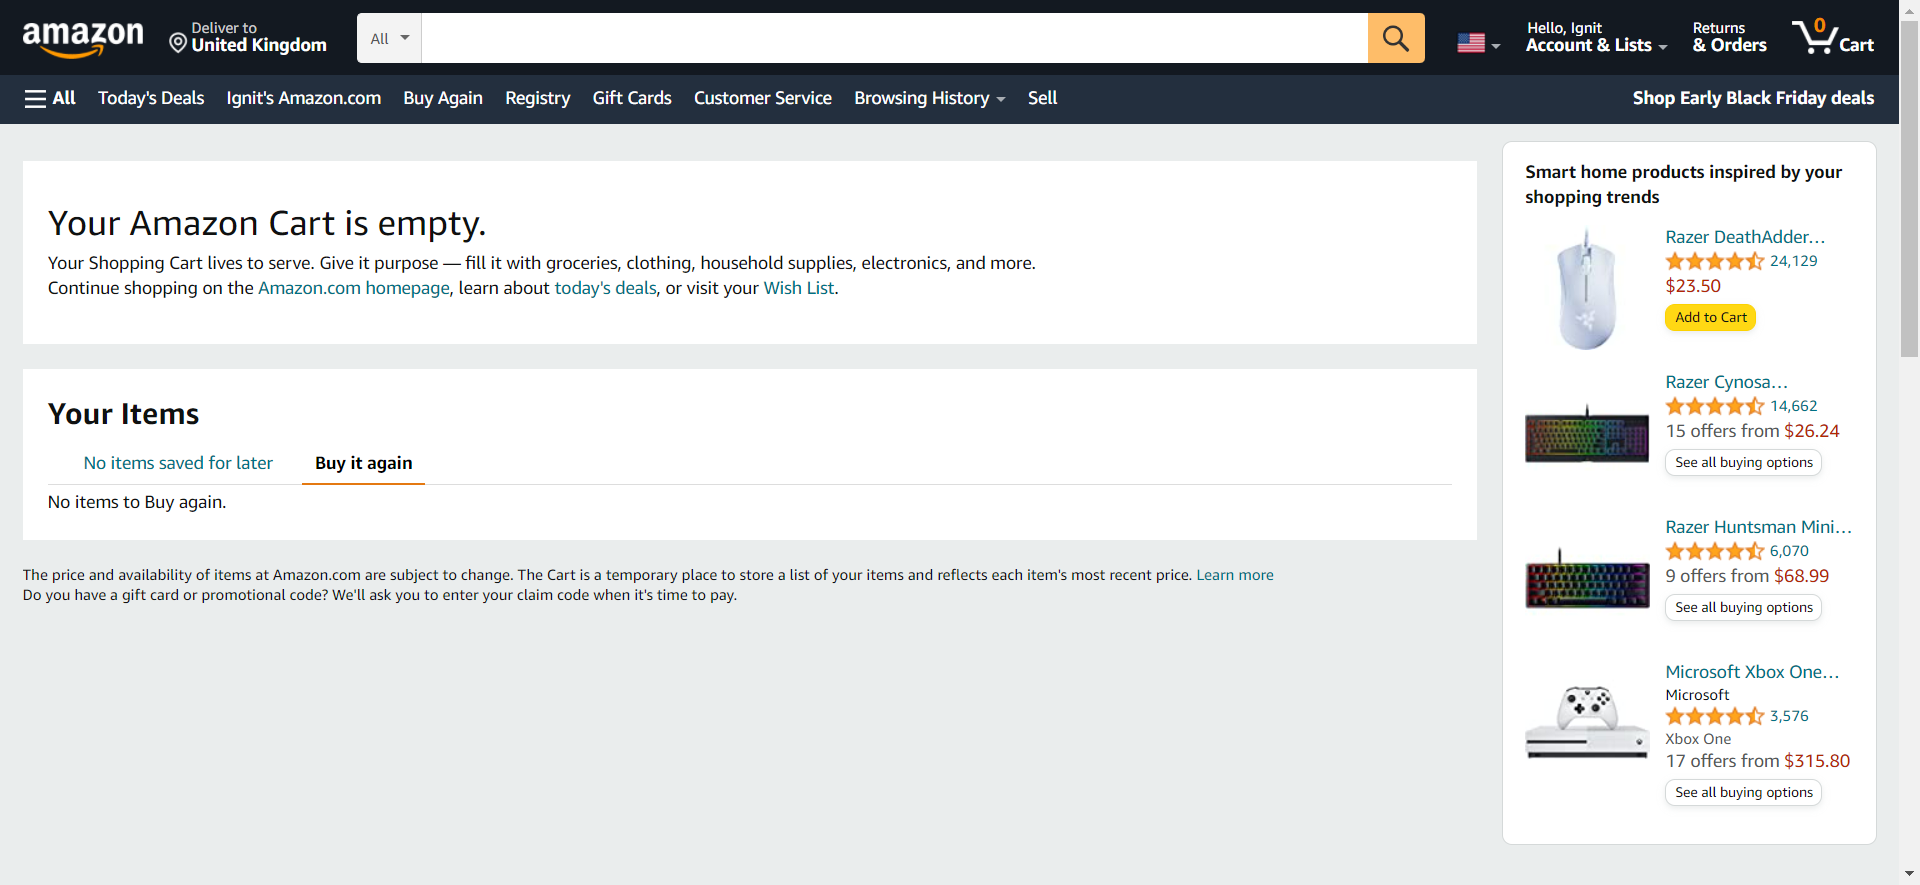 amazon
Deliver to
United Kingdom
All
Hello, Ignit
Account & Lists
Returns
& Orders
0
Cart
All
Today's Deals
Ignit's Amazon.com
Buy Again
Registry
Gift Cards
Customer Service
Browsing History
Sell
Shop Early Black Friday deals
Your Amazon Cart is empty.
Your Shopping Cart lives to serve. Give it purpose — fill it with groceries, clothing, household supplies, electronics, and more.
Continue shopping on the Amazon.com homepage, learn about today's deals, or visit your Wish List.
Your Items
No items saved for later
Buy it again
No items to Buy again.
The price and availability of items at Amazon.com are subject to change. The Cart is a temporary place to store a list of your items and reflects each item's most recent price. Learn more
Do you have a gift card or promotional code? We'll ask you to enter your claim code when it's time to pay.
Smart home products inspired by your
shopping trends
Razer DeathAdder…
24,129
$23.50
Add to Cart
Razer Cynosa…
14,662
15 offers from $26.24
See all buying options
Razer Huntsman Mini…
6,070
9 offers from $68.99
See all buying options
Microsoft Xbox One…
Microsoft
3,576
Xbox One
17 offers from $315.80
See all buying options